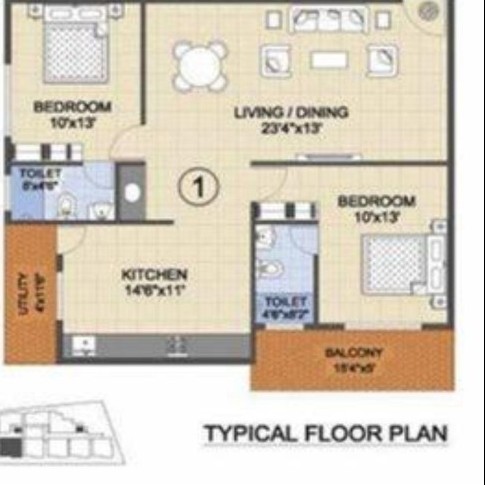 BEDROOM
10'x13'
LIVING / DINING
23'4"x13'
TOILET
8'x4'6"
1
BEDROOM
10'x13'
KITCHEN
14'6"x11'
UTILITY
4'x11'6"
TOILET
4'6"x8'2"
BALCONY
15'4"x5'
TYPICAL FLOOR PLAN